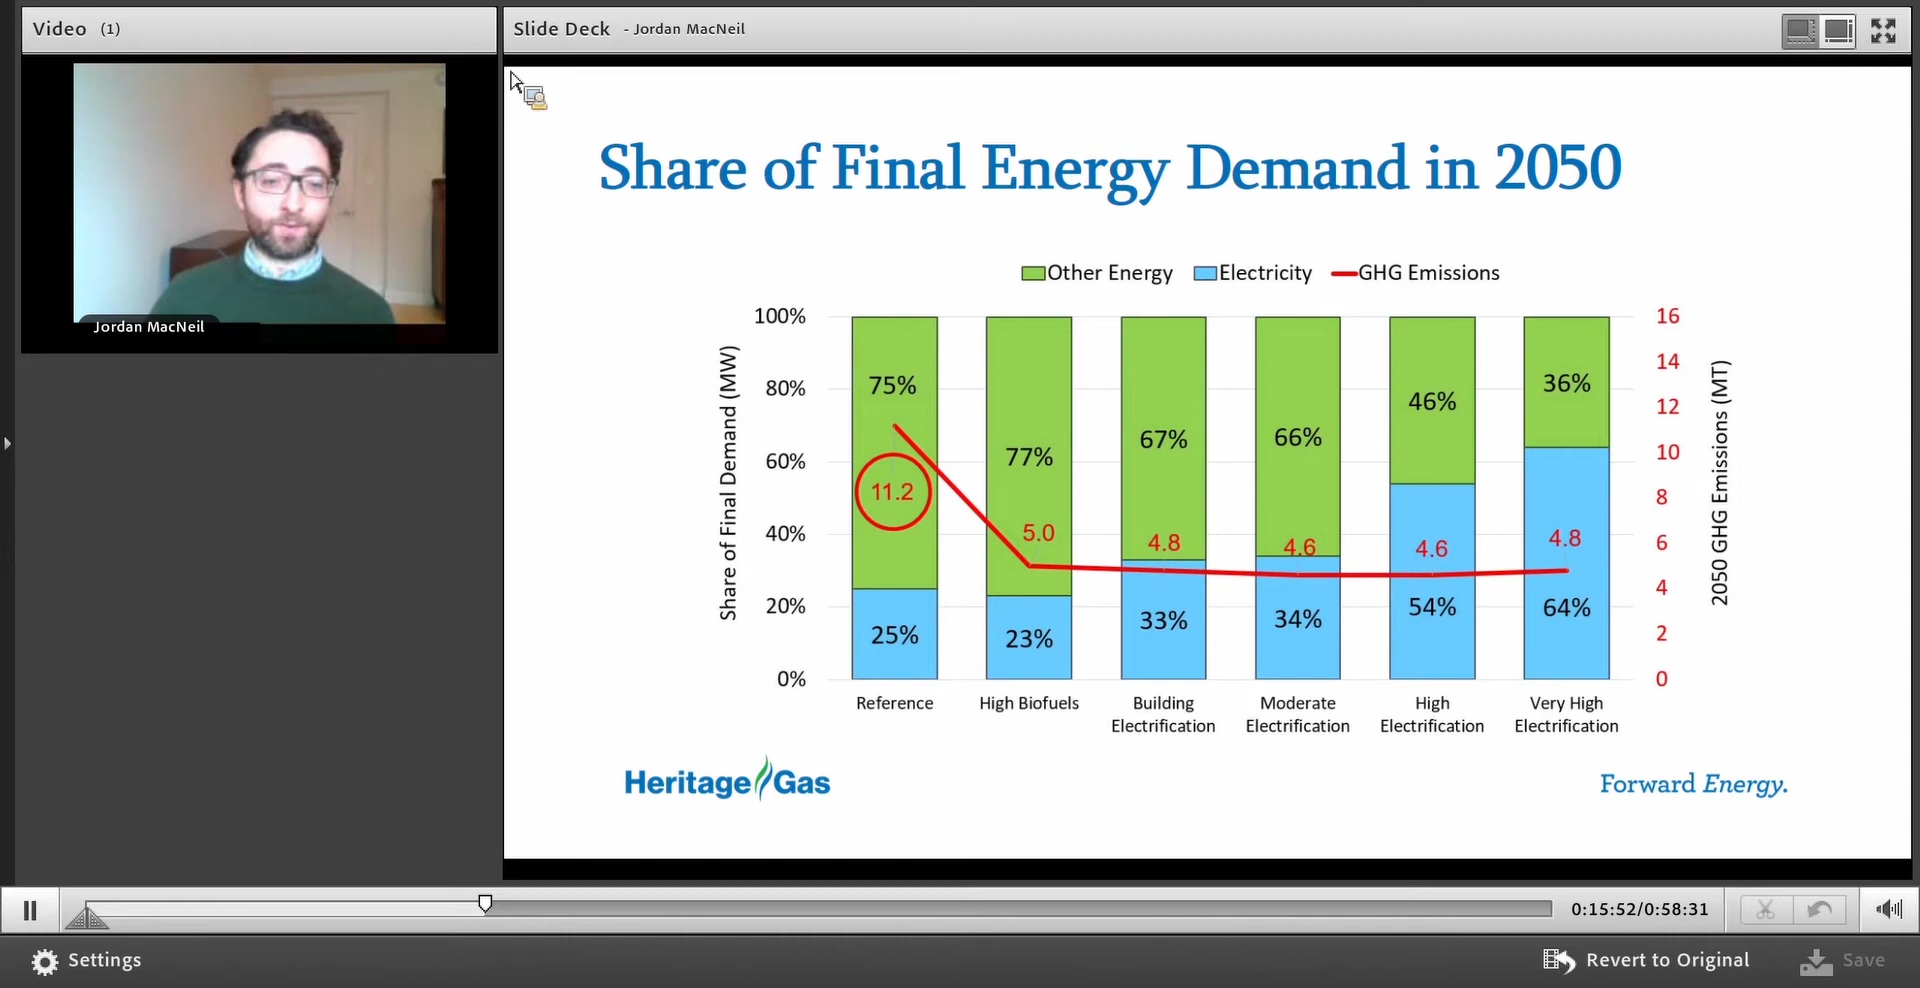 Video (1)
Jordan MacNeil
Slide Deck - Jordan MacNeil
Share of Final Energy Demand in 2050
Other Energy Electricity GHG Emissions
Share of Final Demand (MW)
100%
80%
60%
40%
20%
0%
75% 77% 67% 66% 46% 36%
11.2 5.0 4.8 4.6 4.6 4.8
25% 23% 33% 34% 54% 64%
16
14
12
10
8
6
4
2
0
2050 GHG Emissions (MT)
Reference
High Biofuels
Building
Electrification
Moderate
Electrification
High
Electrification
Very High
Electrification
Heritage Gas
Forward Energy.
0:15:52/0:58:31
Settings
Revert to Original
Save